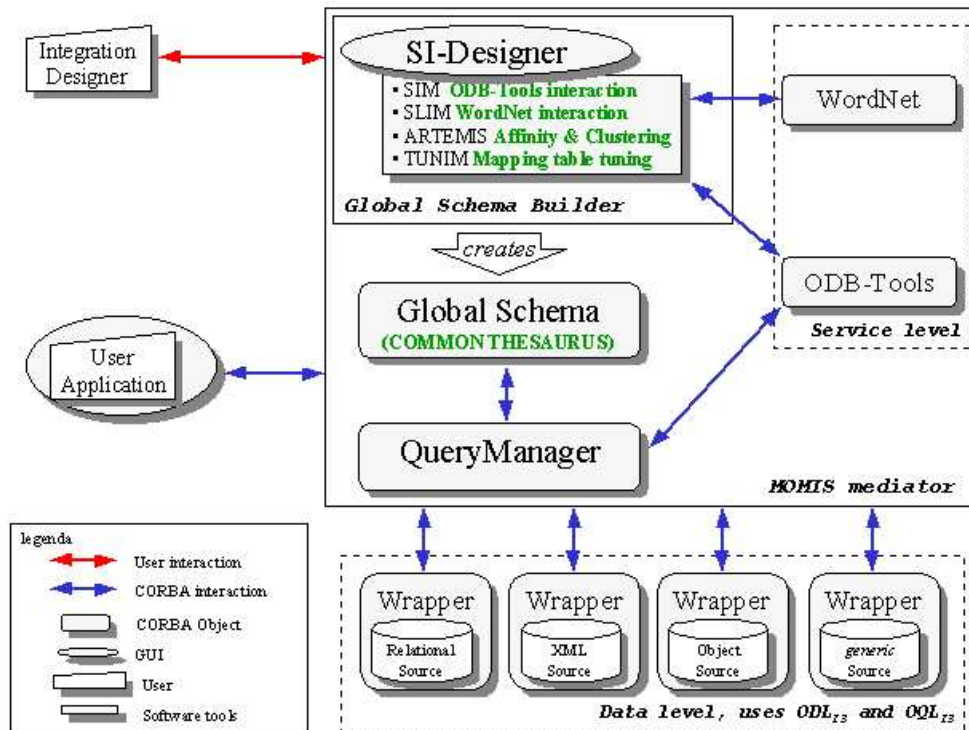 Integration
Designer
SI-Designer
▪ SIM ODB-Tools interaction
▪ SLIM WordNet interaction
▪ ARTEMIS Affinity & Clustering
▪ TUNIM Mapping table tuning
Global Schema Builder
WordNet
ODB-Tools
Service level
creates
Global Schema
(COMMON THESAURUS)
User
Application
QueryManager
MOMIS mediator
legenda
User interaction
CORBA interaction
CORBA Object
GUI
User
Software tools
Wrapper
Relational
Source
Wrapper
XML
Source
Wrapper
Object
Source
Wrapper
generic
Source
Data level, uses ODL_I3 and OQL_I3